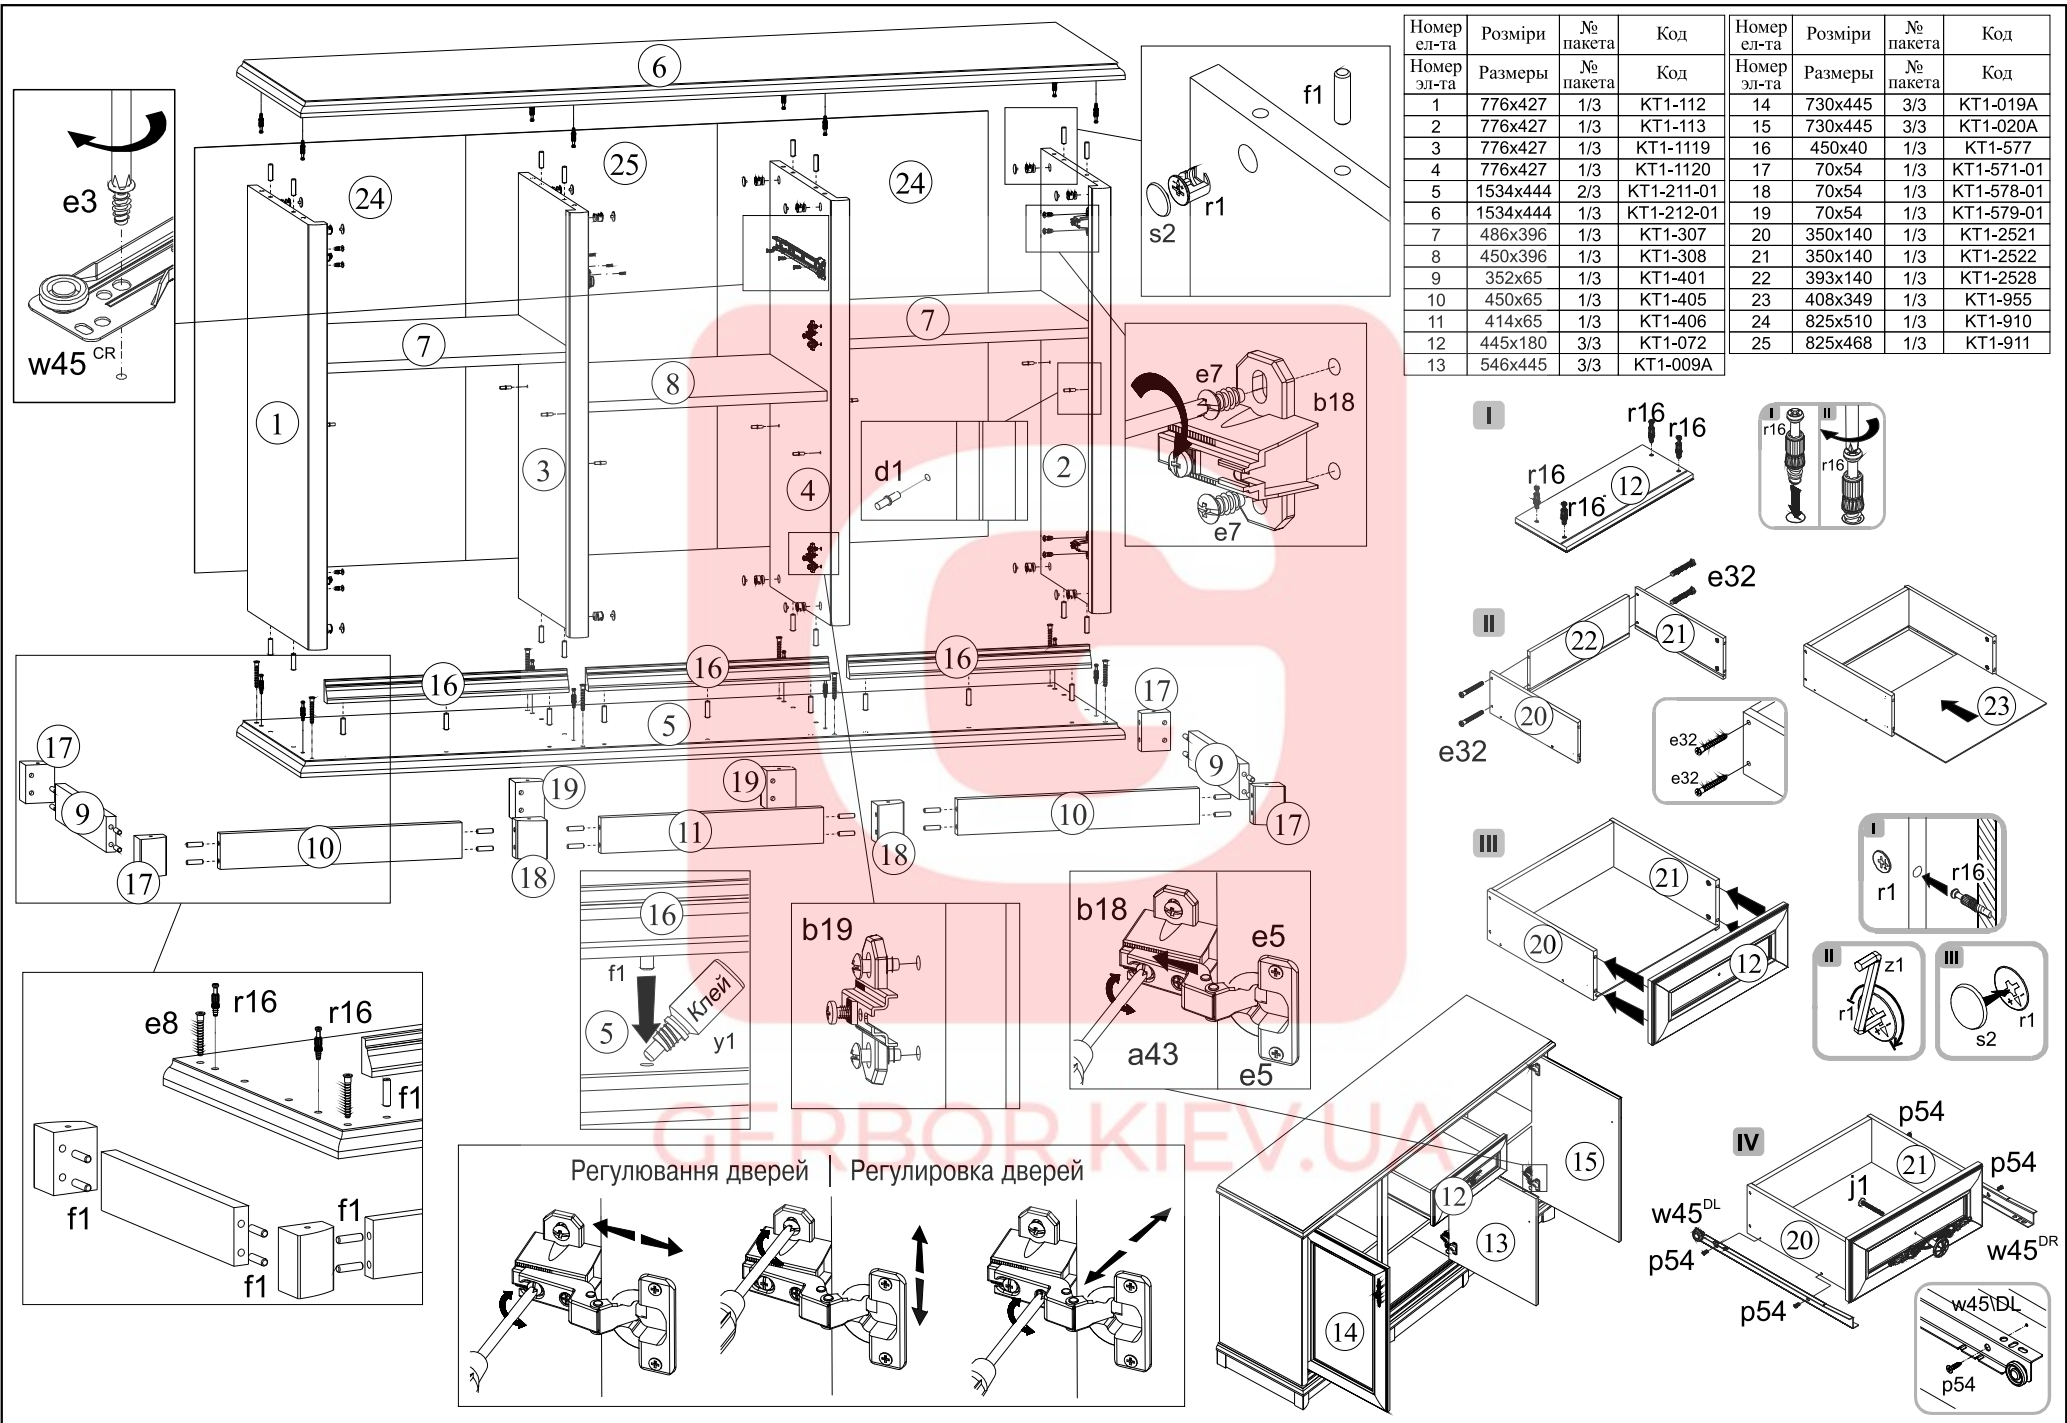 Номер ел-та Розміри № пакета Код Номер ел-та Розміри № пакета Код
Номер эл-та Размеры № пакета Код Номер эл-та Размеры № пакета Код
1 776x427 1/3 KT1-112 14 730x445 3/3 KT1-019A
2 776x427 1/3 KT1-113 15 730x445 3/3 KT1-020A
3 776x427 1/3 KT1-1119 16 450x40 1/3 KT1-577
4 776x427 1/3 KT1-1120 17 70x54 1/3 KT1-571-01
5 1534x444 2/3 KT1-211-01 18 70x54 1/3 KT1-578-01
6 1534x444 1/3 KT1-212-01 19 70x54 1/3 KT1-579-01
7 486x396 1/3 KT1-307 20 350x140 1/3 KT1-2521
8 450x396 1/3 KT1-308 21 350x140 1/3 KT1-2522
9 352x65 1/3 KT1-401 22 393x140 1/3 KT1-2528
10 450x65 1/3 KT1-405 23 408x349 1/3 KT1-955
11 414x65 1/3 KT1-406 24 825x510 1/3 KT1-910
12 445x180 3/3 KT1-072 25 825x468 1/3 KT1-911
13 546x445 3/3 KT1-009A
6
e3
w45 CR
24
25
24
f1
r1
s2
7
7
8
1
3
4
2
d1
e7
b18
e7
16
16
16
5
17
17
9
10
17
19
18
11
19
18
10
9
17
I
r16
r16
r16
r16
12
I
r16
II
r16
II
e32
22
21
20
e32
23
e32
e32
III
21
20
12
I
r1
r16
II
z1
r1
III
s2
r1
e8
r16
r16
f1
f1
f1
f1
16
f1
5
Клей
y1
b19
b18
e5
a43
e5
Регулювання дверей | Регулировка дверей
GERBOR.KIEV.UA
15
12
13
14
IV
p54
21
p54
j1
w45 DL
20
p54
w45 DR
p54
w45\DL
p54